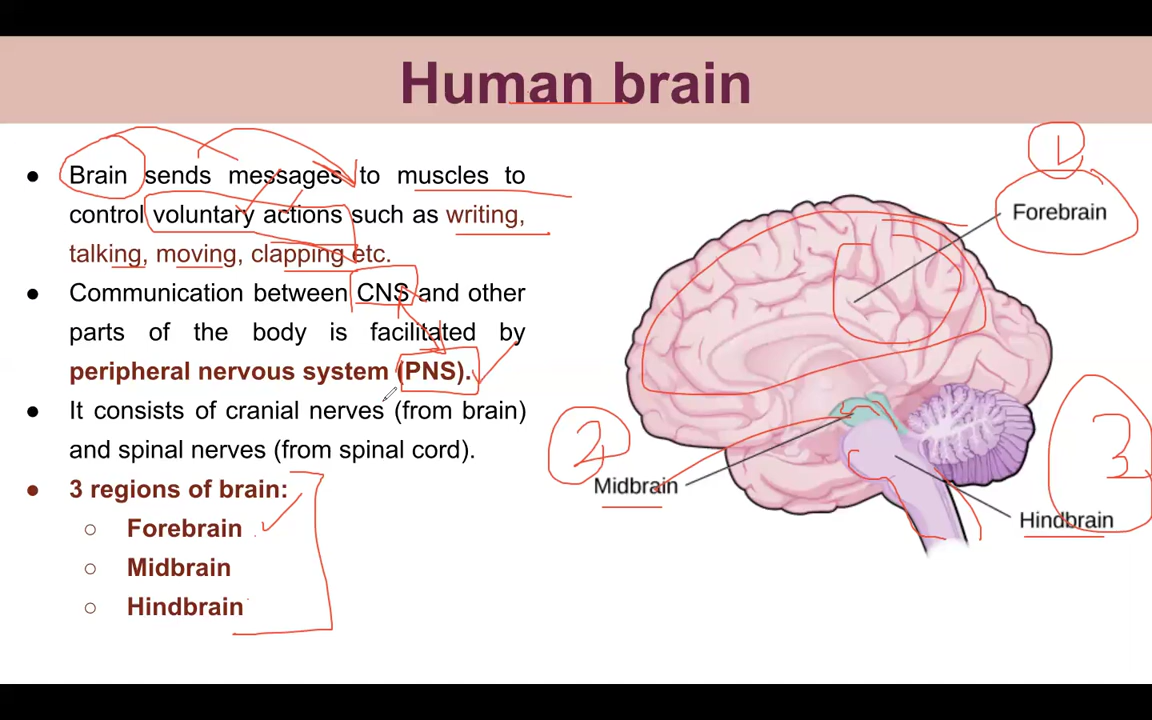 Human brain
● Brain sends messages to muscles to
control voluntary actions such as writing,
talking, moving, clapping etc.
● Communication between CNS and other
parts of the body is facilitated by
peripheral nervous system (PNS).
● It consists of cranial nerves (from brain)
and spinal nerves (from spinal cord).
● 3 regions of brain:
○ Forebrain
○ Midbrain
○ Hindbrain
1
Forebrain
2
Midbrain
3
Hindbrain